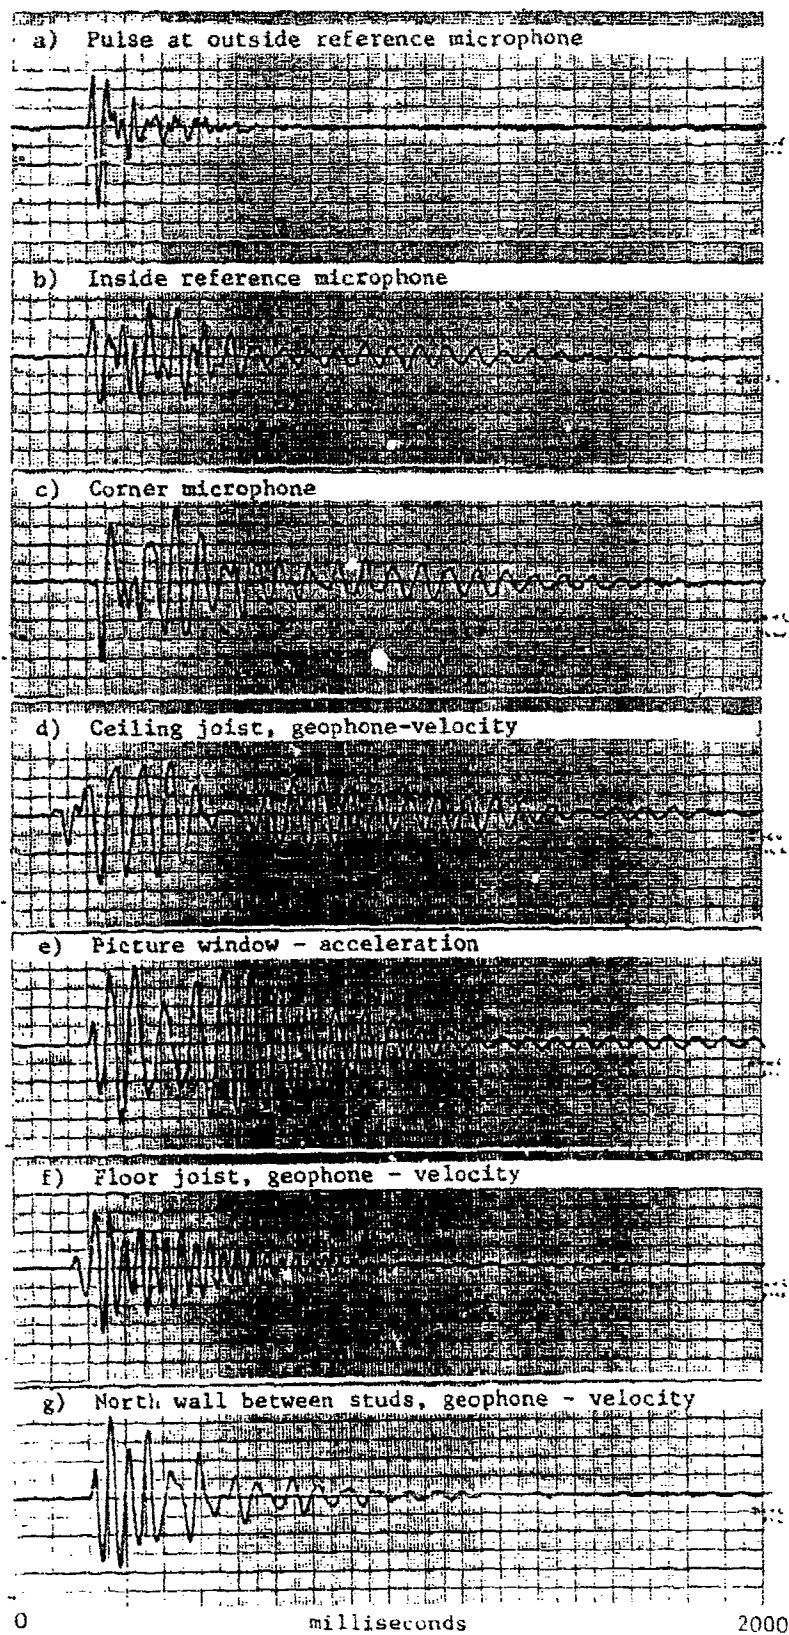 a) Pulse at outside reference microphone
b) Inside reference microphone
c) Corner microphone
d) Ceiling joist, geophone-velocity
e) Picture window - acceleration
f) Floor joist, geophone - velocity
g) North wall between studs, geophone - velocity
0 milliseconds 2000